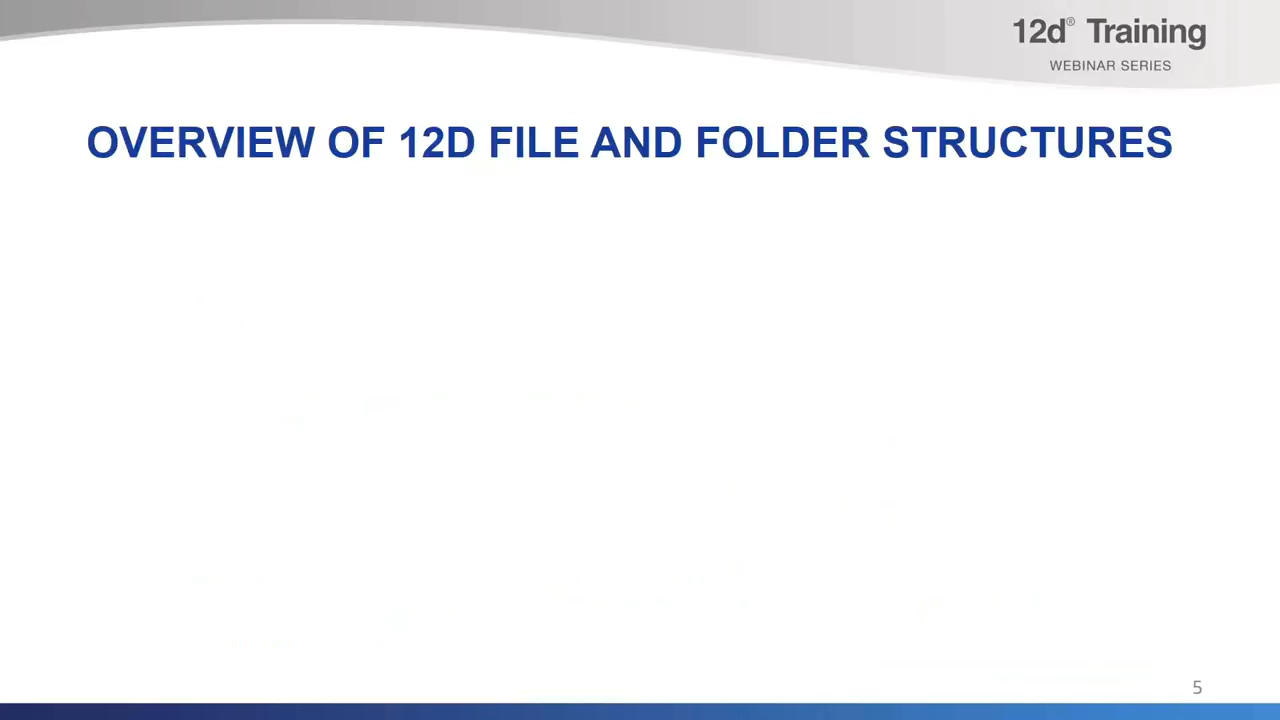 12d® Training
WEBINAR SERIES
OVERVIEW OF 12D FILE AND FOLDER STRUCTURES
5